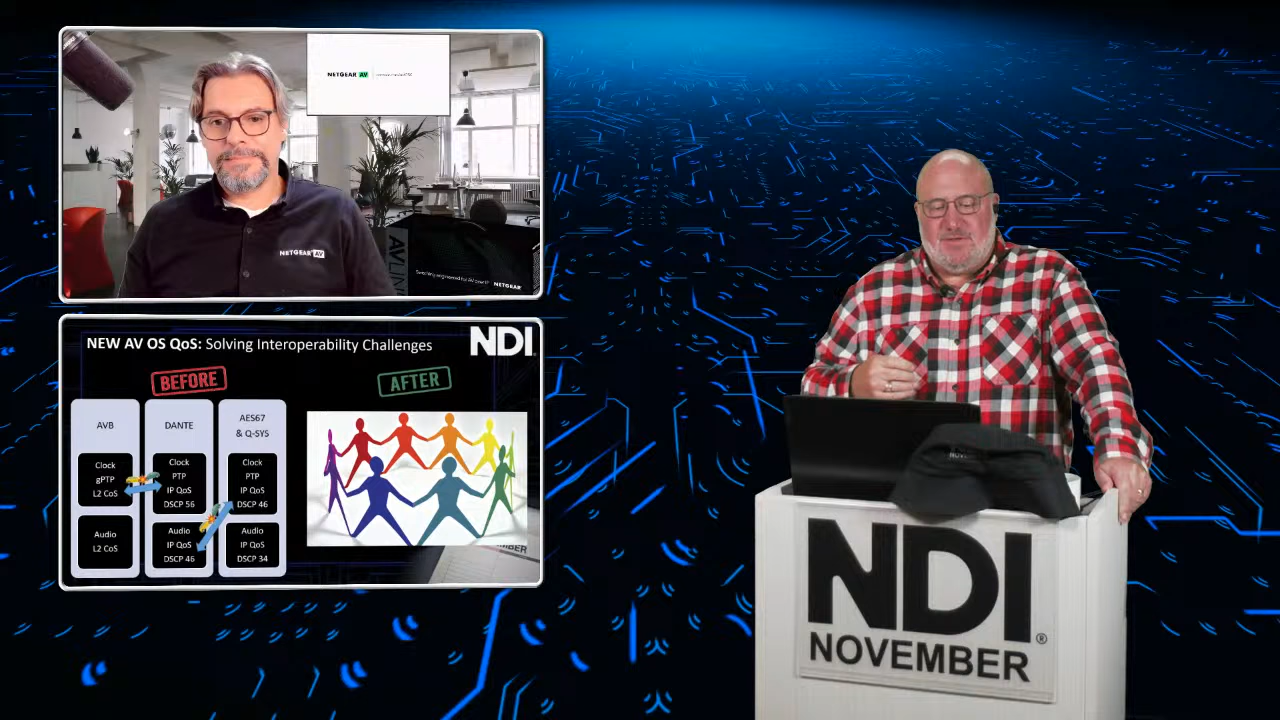 NETGEAR AV
NETGEAR AV
AVLINE
NETGEAR
NEW AV OS QoS: Solving Interoperability Challenges
NDI
BEFORE
AFTER
AVB
Clock
gPTP
L2 CoS
Audio
L2 CoS
DANTE
Clock
PTP
IP QoS
DSCP 56
Audio
IP QoS
DSCP 46
AES67
& Q-SYS
Clock
PTP
IP QoS
DSCP 46
Audio
IP QoS
DSCP 34
NDI®
NOVEMBER